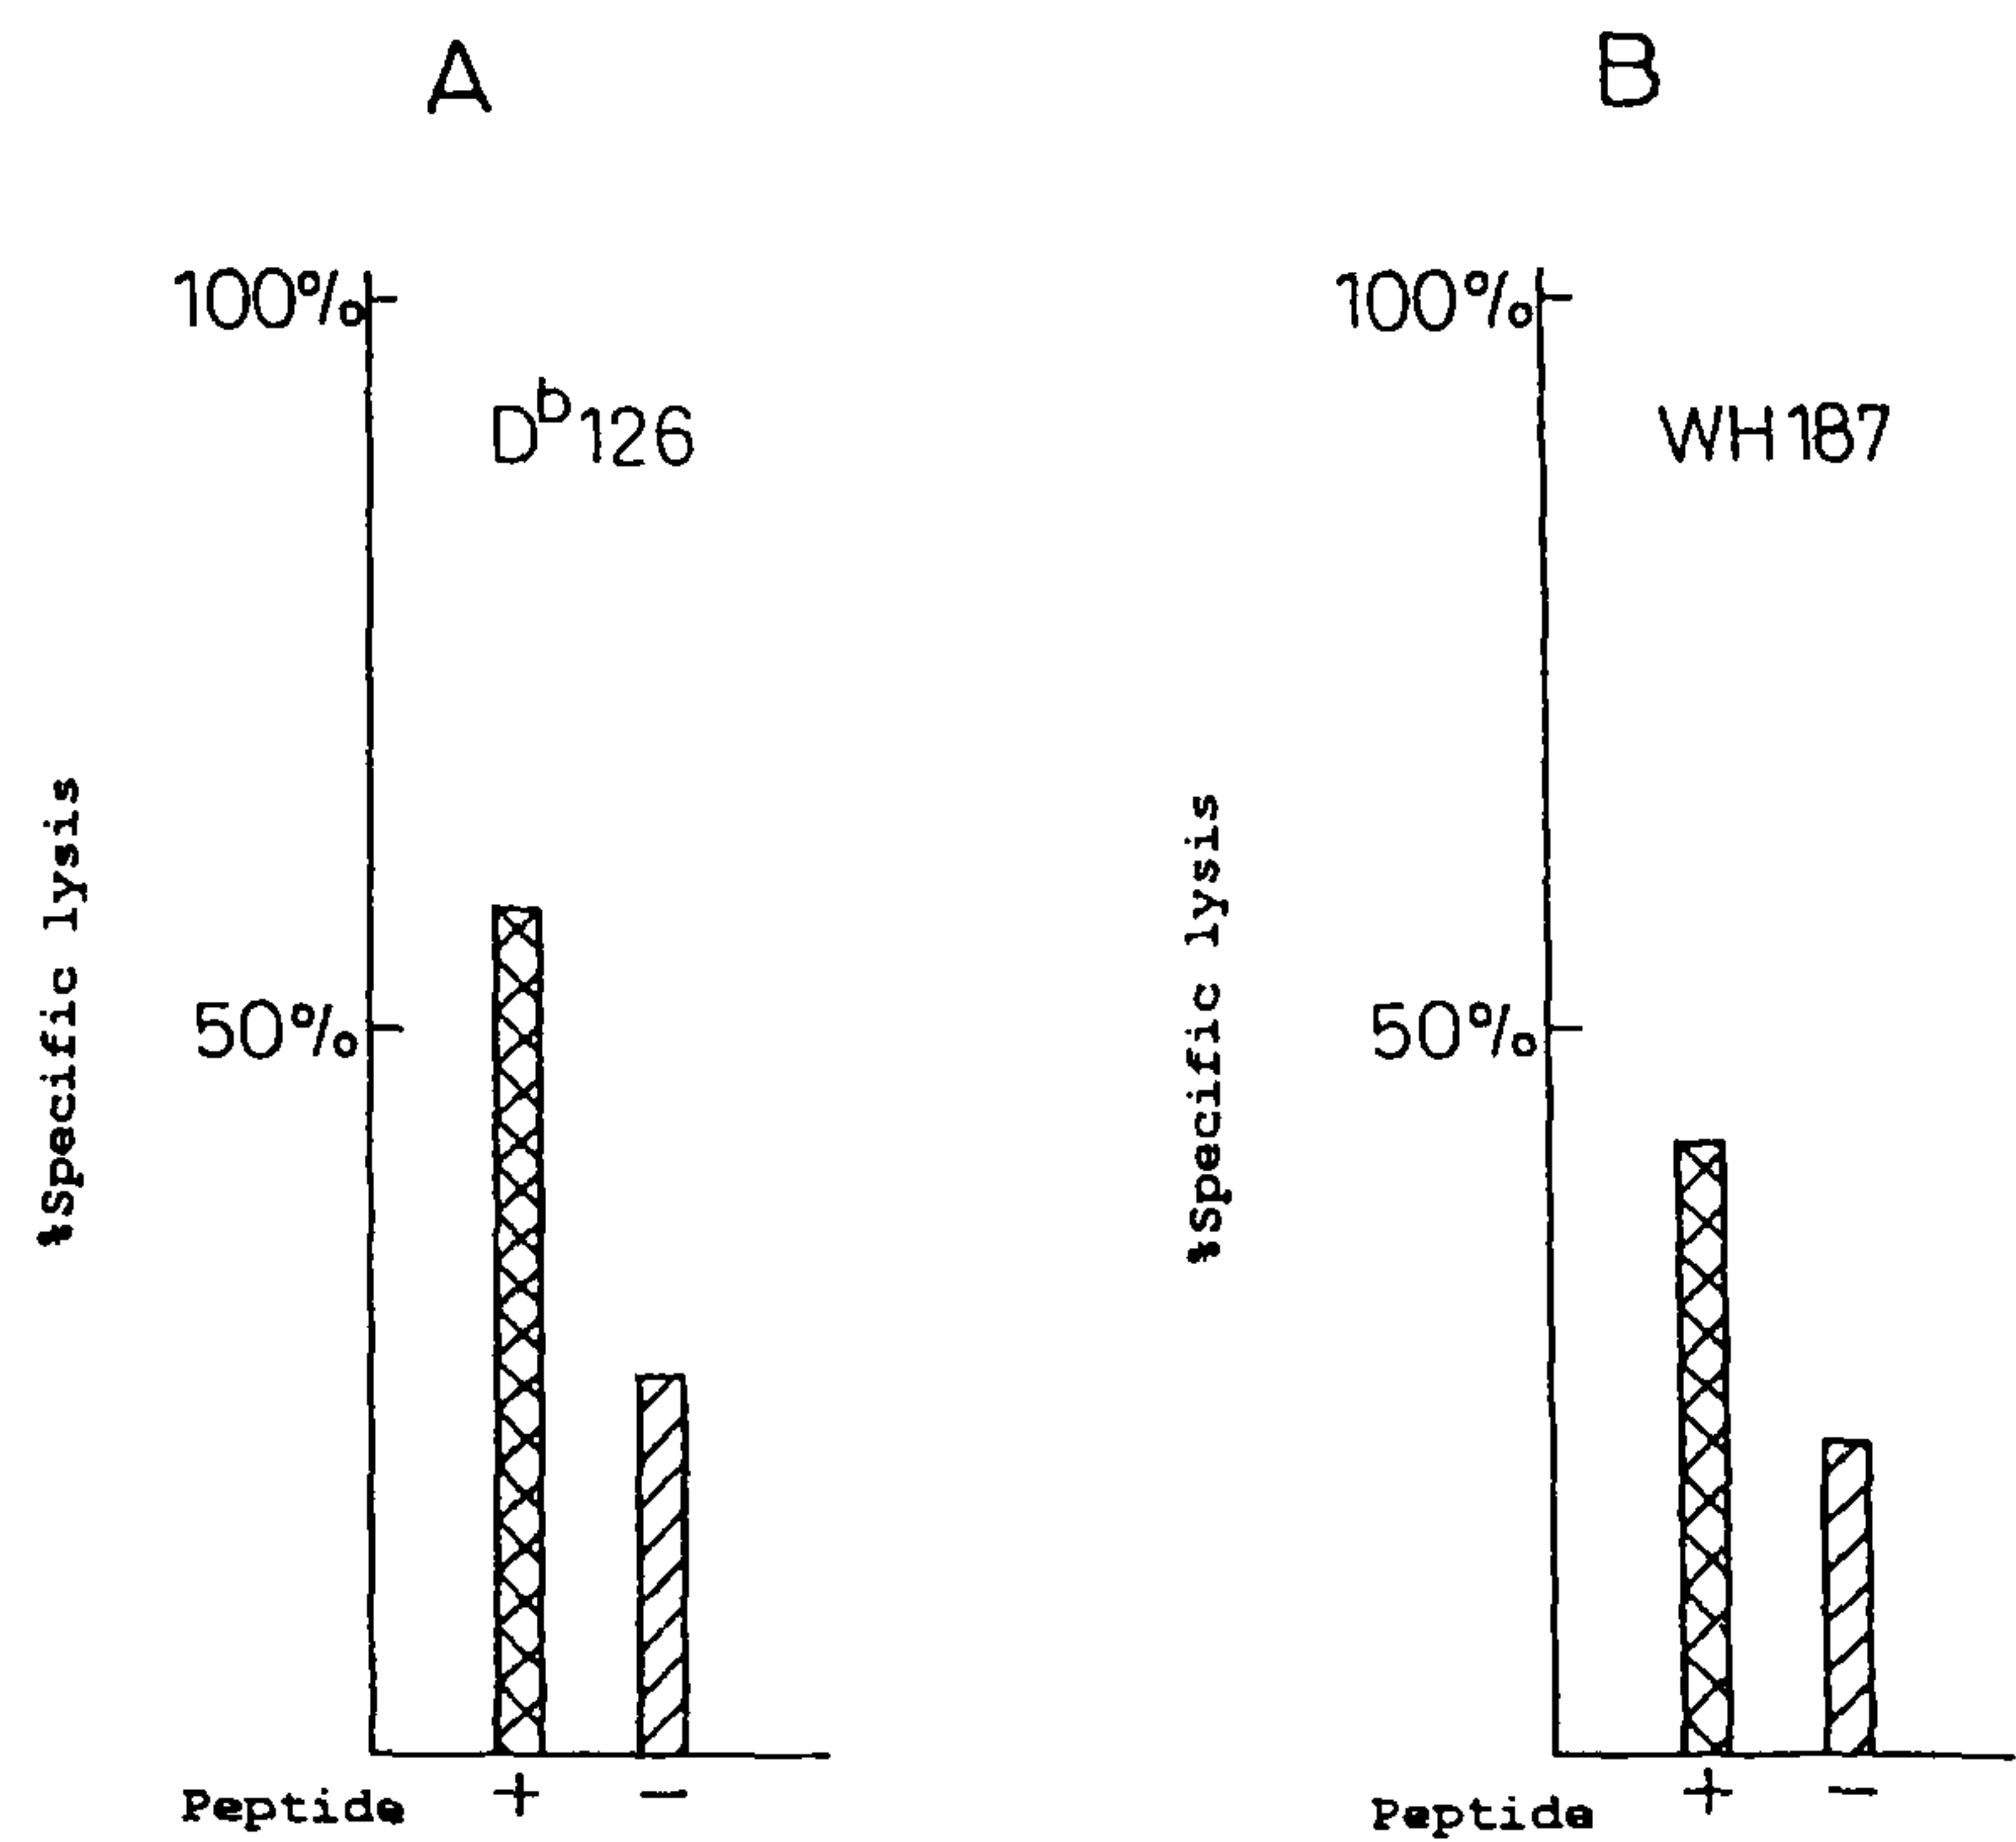 A
100%
D^b126
50%
%Specific lysis
Peptide + −
B
100%
WH187
50%
%Specific lysis
Peptide + −